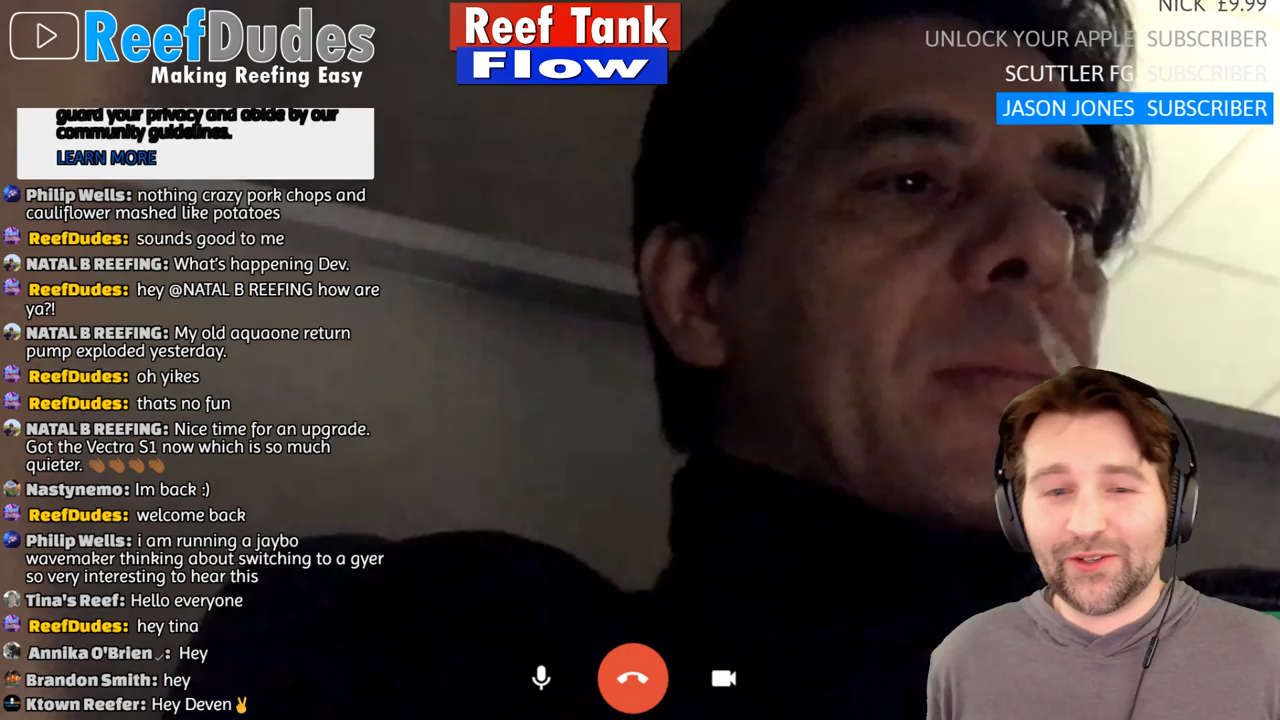 ReefDudes
Making Reefing Easy
Reef Tank
Flow
NICK £9.99
UNLOCK YOUR APPLE SUBSCRIBER
SCUTTLER FG SUBSCRIBER
JASON JONES SUBSCRIBER
guard your privacy and abide by our
community guidelines.
LEARN MORE
Philip Wells: nothing crazy pork chops and
cauliflower mashed like potatoes
ReefDudes: sounds good to me
NATAL B REEFING: What's happening Dev.
ReefDudes: hey @NATAL B REEFING how are
ya?!
NATAL B REEFING: My old aquaone return
pump exploded yesterday.
ReefDudes: oh yikes
ReefDudes: thats no fun
NATAL B REEFING: Nice time for an upgrade.
Got the Vectra S1 now which is so much
quieter. 👏🏾👏🏾👏🏾👏🏾
Nastynemo: Im back :)
ReefDudes: welcome back
Philip Wells: i am running a jaybo
wavemaker thinking about switching to a gyer
so very interesting to hear this
Tina's Reef: Hello everyone
ReefDudes: hey tina
Annika O'Brien: Hey
Brandon Smith: hey
Ktown Reefer: Hey Deven✌